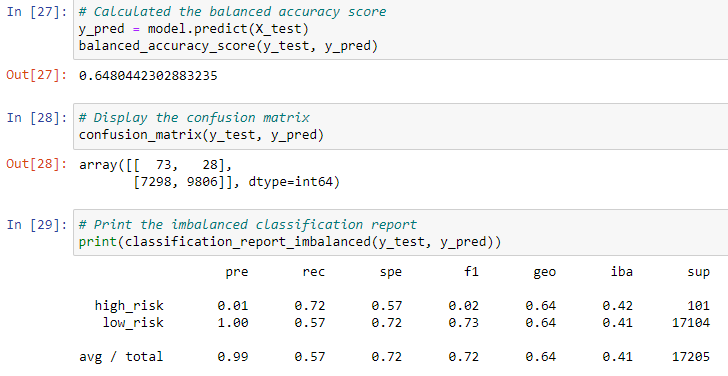 In [27]: # Calculated the balanced accuracy score
y_pred = model.predict(X_test)
balanced_accuracy_score(y_test, y_pred)
Out[27]: 0.6480442302883235
In [28]: # Display the confusion matrix
confusion_matrix(y_test, y_pred)
Out[28]: array([[  73,   28],
       [7298, 9806]], dtype=int64)
In [29]: # Print the imbalanced classification report
print(classification_report_imbalanced(y_test, y_pred))
pre rec spe f1 geo iba sup
high_risk 0.01 0.72 0.57 0.02 0.64 0.42 101
low_risk 1.00 0.57 0.72 0.73 0.64 0.41 17104
avg / total 0.99 0.57 0.72 0.72 0.64 0.41 17205